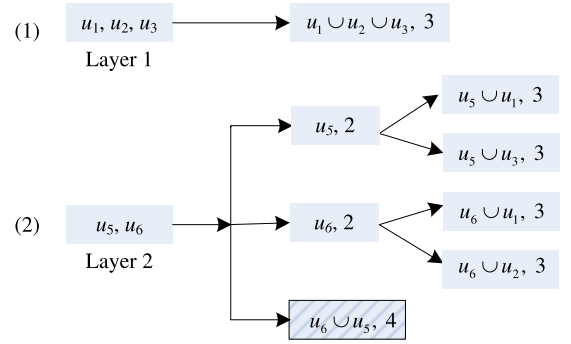 (1) u₁, u₂, u₃ u₁ ∪ u₂ ∪ u₃, 3
Layer 1
u₅ ∪ u₁, 3
u₅, 2
u₅ ∪ u₃, 3
u₆ ∪ u₁, 3
(2) u₅, u₆ u₆, 2
Layer 2
u₆ ∪ u₂, 3
u₆ ∪ u₅, 4